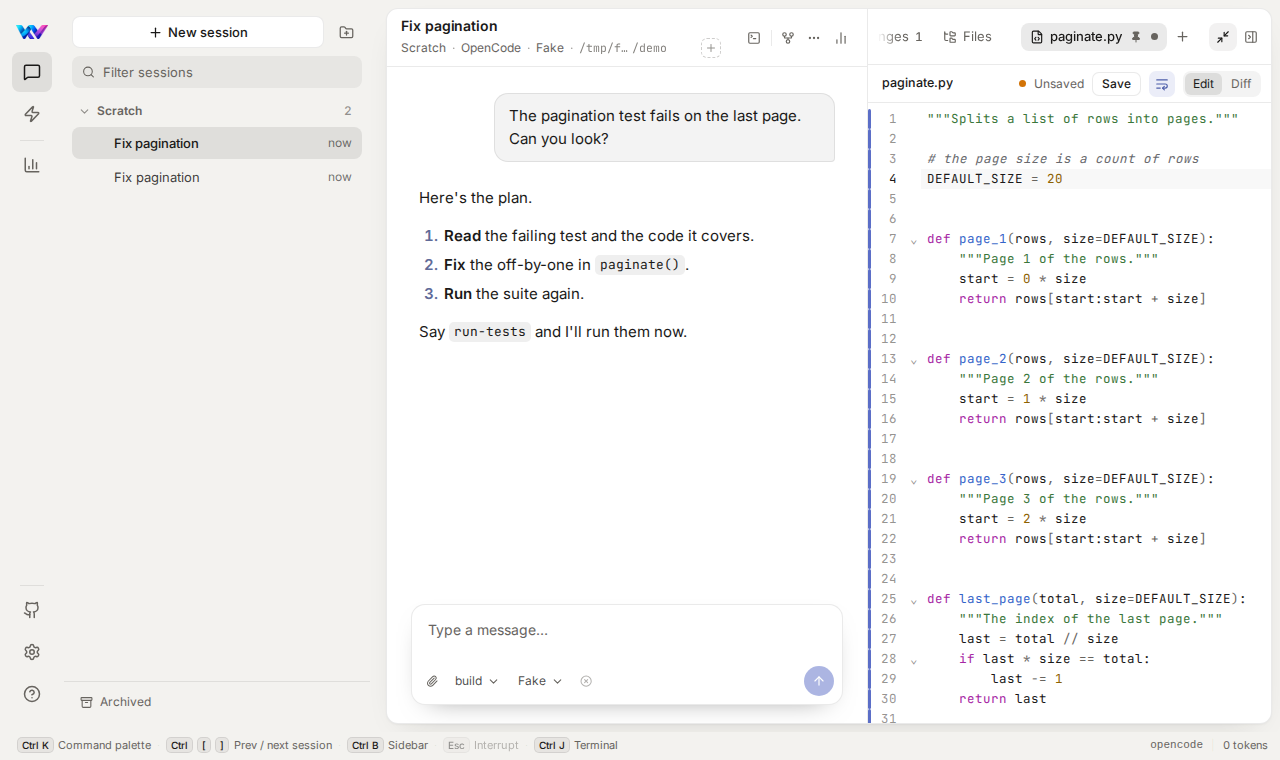 New session
Filter sessions
Scratch 2
Fix pagination now
Fix pagination now
Archived
Fix pagination
Scratch · OpenCode · Fake · /tmp/f… /demo
The pagination test fails on the last page.
Can you look?
Here's the plan.
1. Read the failing test and the code it covers.
2. Fix the off-by-one in paginate().
3. Run the suite again.
Say run-tests and I'll run them now.
Type a message...
build Fake
nges 1 Files paginate.py
paginate.py Unsaved Save Edit Diff
1 """Splits a list of rows into pages."""
2
3 # the page size is a count of rows
4 DEFAULT_SIZE = 20
5
6
7 def page_1(rows, size=DEFAULT_SIZE):
8 """Page 1 of the rows."""
9 start = 0 * size
10 return rows[start:start + size]
11
12
13 def page_2(rows, size=DEFAULT_SIZE):
14 """Page 2 of the rows."""
15 start = 1 * size
16 return rows[start:start + size]
17
18
19 def page_3(rows, size=DEFAULT_SIZE):
20 """Page 3 of the rows."""
21 start = 2 * size
22 return rows[start:start + size]
23
24
25 def last_page(total, size=DEFAULT_SIZE):
26 """The index of the last page."""
27 last = total // size
28 if last * size == total:
29 last -= 1
30 return last
31
Ctrl K Command palette Ctrl [ ] Prev / next session Ctrl B Sidebar Esc Interrupt Ctrl J Terminal opencode 0 tokens